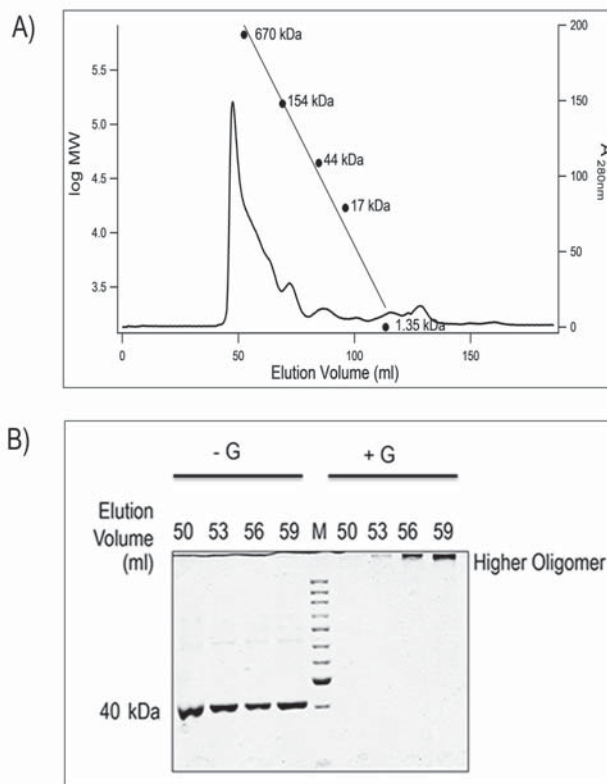 A)
670 kDa
154 kDa
44 kDa
17 kDa
1.35 kDa
log MW
5.5
5.0
4.5
4.0
3.5
200
150
100
50
0
A 280nm
0 50 100 150
Elution Volume (ml)
B)
- G + G
Elution Volume (ml)
50 53 56 59 M 50 53 56 59
Higher Oligomer
40 kDa